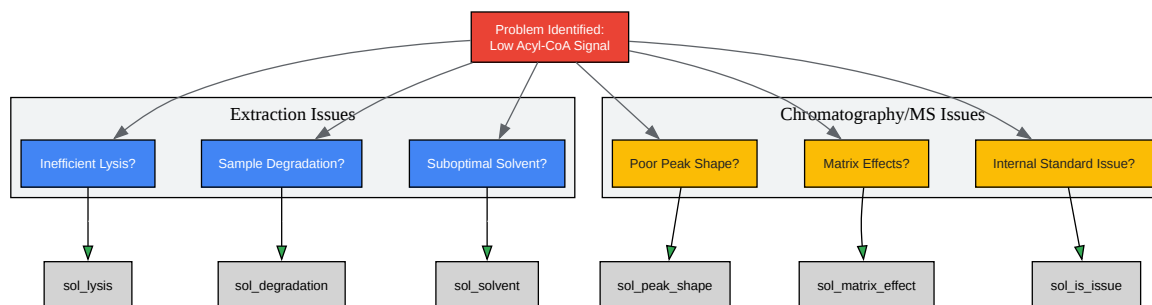 Problem Identified:
Low Acyl-CoA Signal
Extraction Issues
Chromatography/MS Issues
Inefficient Lysis?
Sample Degradation?
Suboptimal Solvent?
Poor Peak Shape?
Matrix Effects?
Internal Standard Issue?
sol_lysis
sol_degradation
sol_solvent
sol_peak_shape
sol_matrix_effect
sol_is_issue